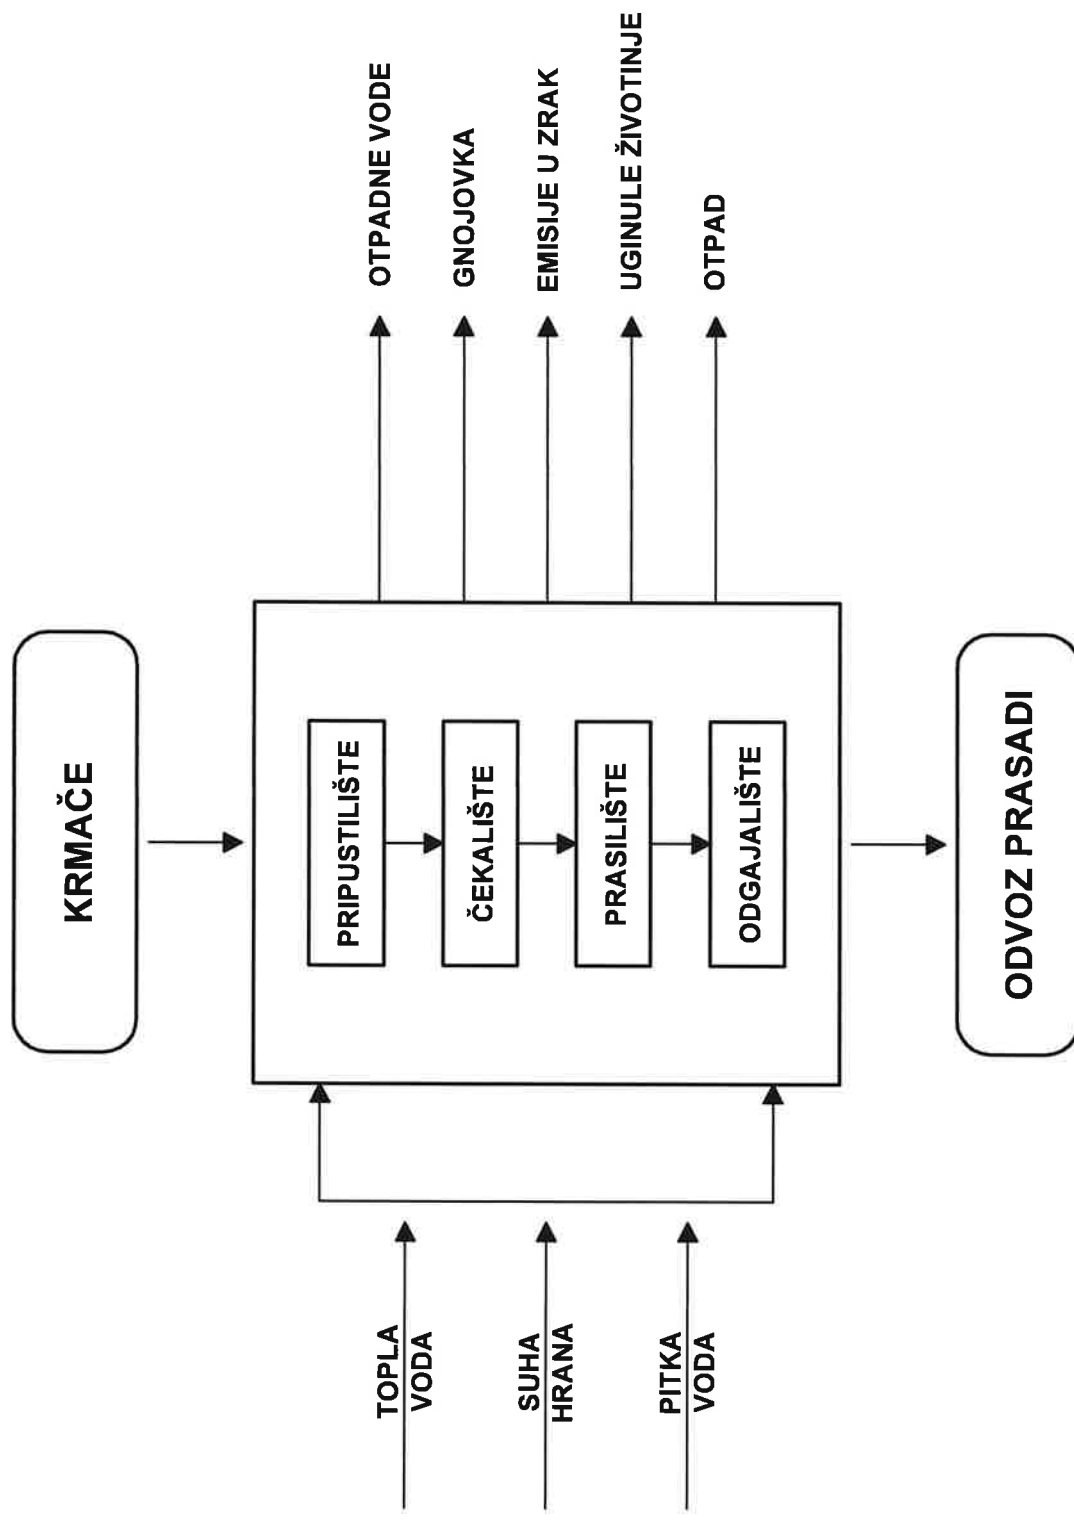 KRMAČE
TOPLA
VODA
SUHA
HRANA
PITKA
VODA
PRIPUSTILIŠTE
ČEKALIŠTE
PRASILIŠTE
ODGAJALIŠTE
OTPADNE VODE
GNOJOVKA
EMISIJE U ZRAK
UGINULE ŽIVOTINJE
OTPAD
ODVOZ PRASADI